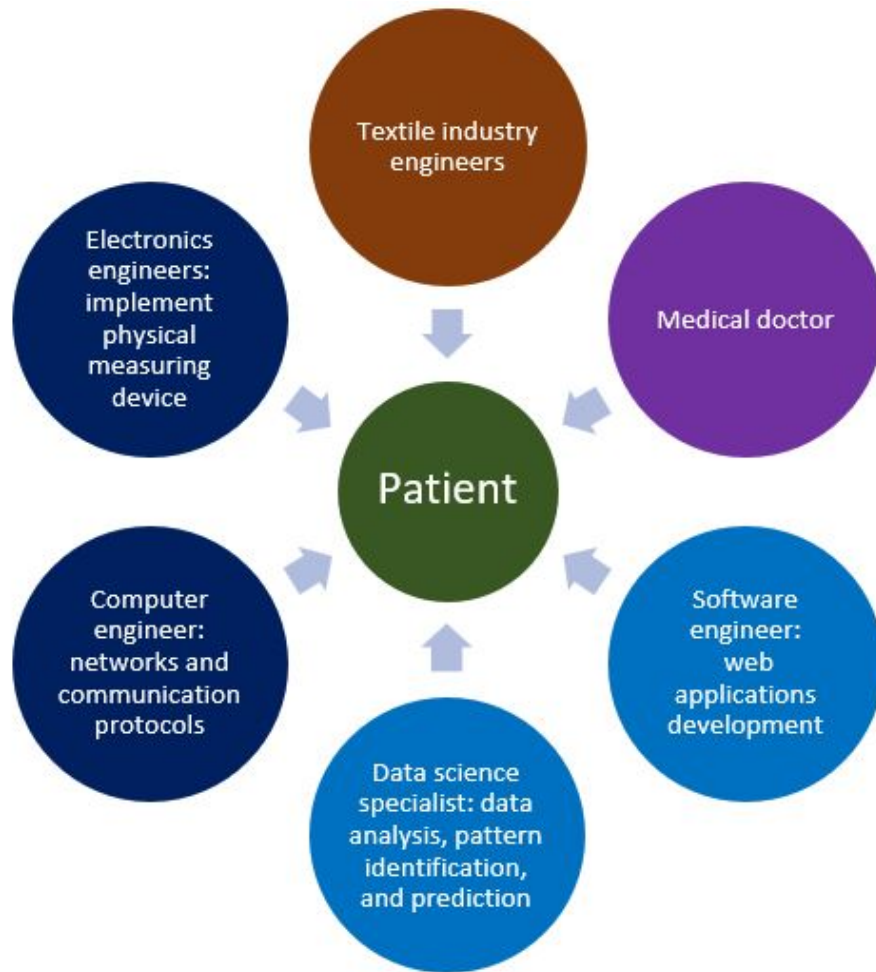 Textile industry
engineers
Electronics
engineers:
implement
physical
measuring
device
Medical doctor
Patient
Computer
engineer:
networks and
communication
protocols
Software
engineer:
web
applications
development
Data science
specialist: data
analysis, pattern
identification,
and prediction